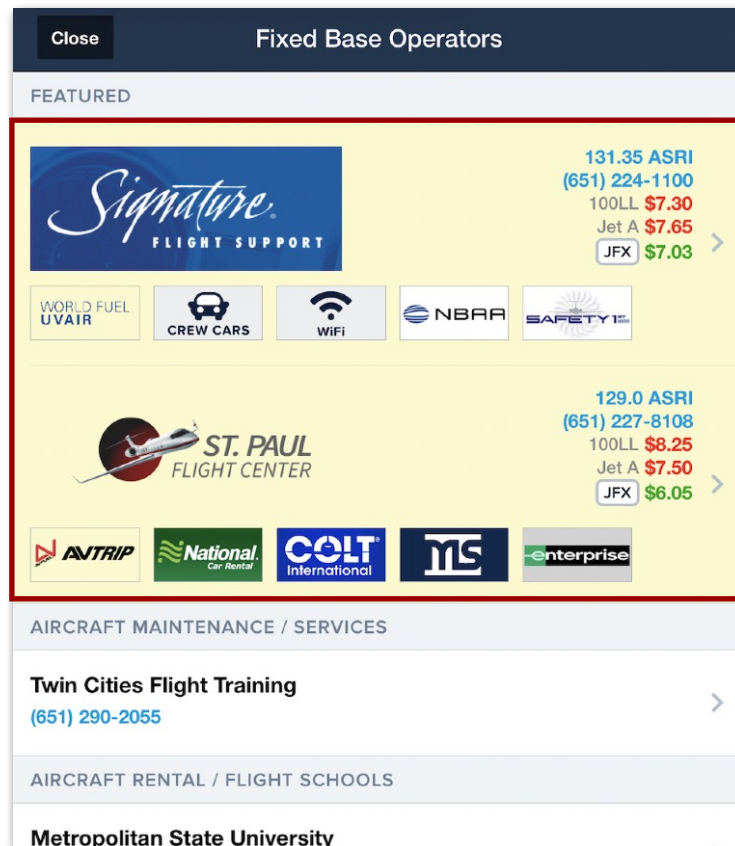 Close
Fixed Base Operators
FEATURED
Signature
FLIGHT SUPPORT
131.35 ASRI
(651) 224-1100
100LL $7.30
Jet A $7.65
JFX $7.03
WORLD FUEL
UVAIR
CREW CARS
WiFi
NBAA
SAFETY 1st
ST. PAUL
FLIGHT CENTER
129.0 ASRI
(651) 227-8108
100LL $8.25
Jet A $7.50
JFX $6.05
AVTRIP
National.
Car Rental
COLT
International
MS
enterprise
AIRCRAFT MAINTENANCE / SERVICES
Twin Cities Flight Training
(651) 290-2055
AIRCRAFT RENTAL / FLIGHT SCHOOLS
Metropolitan State University